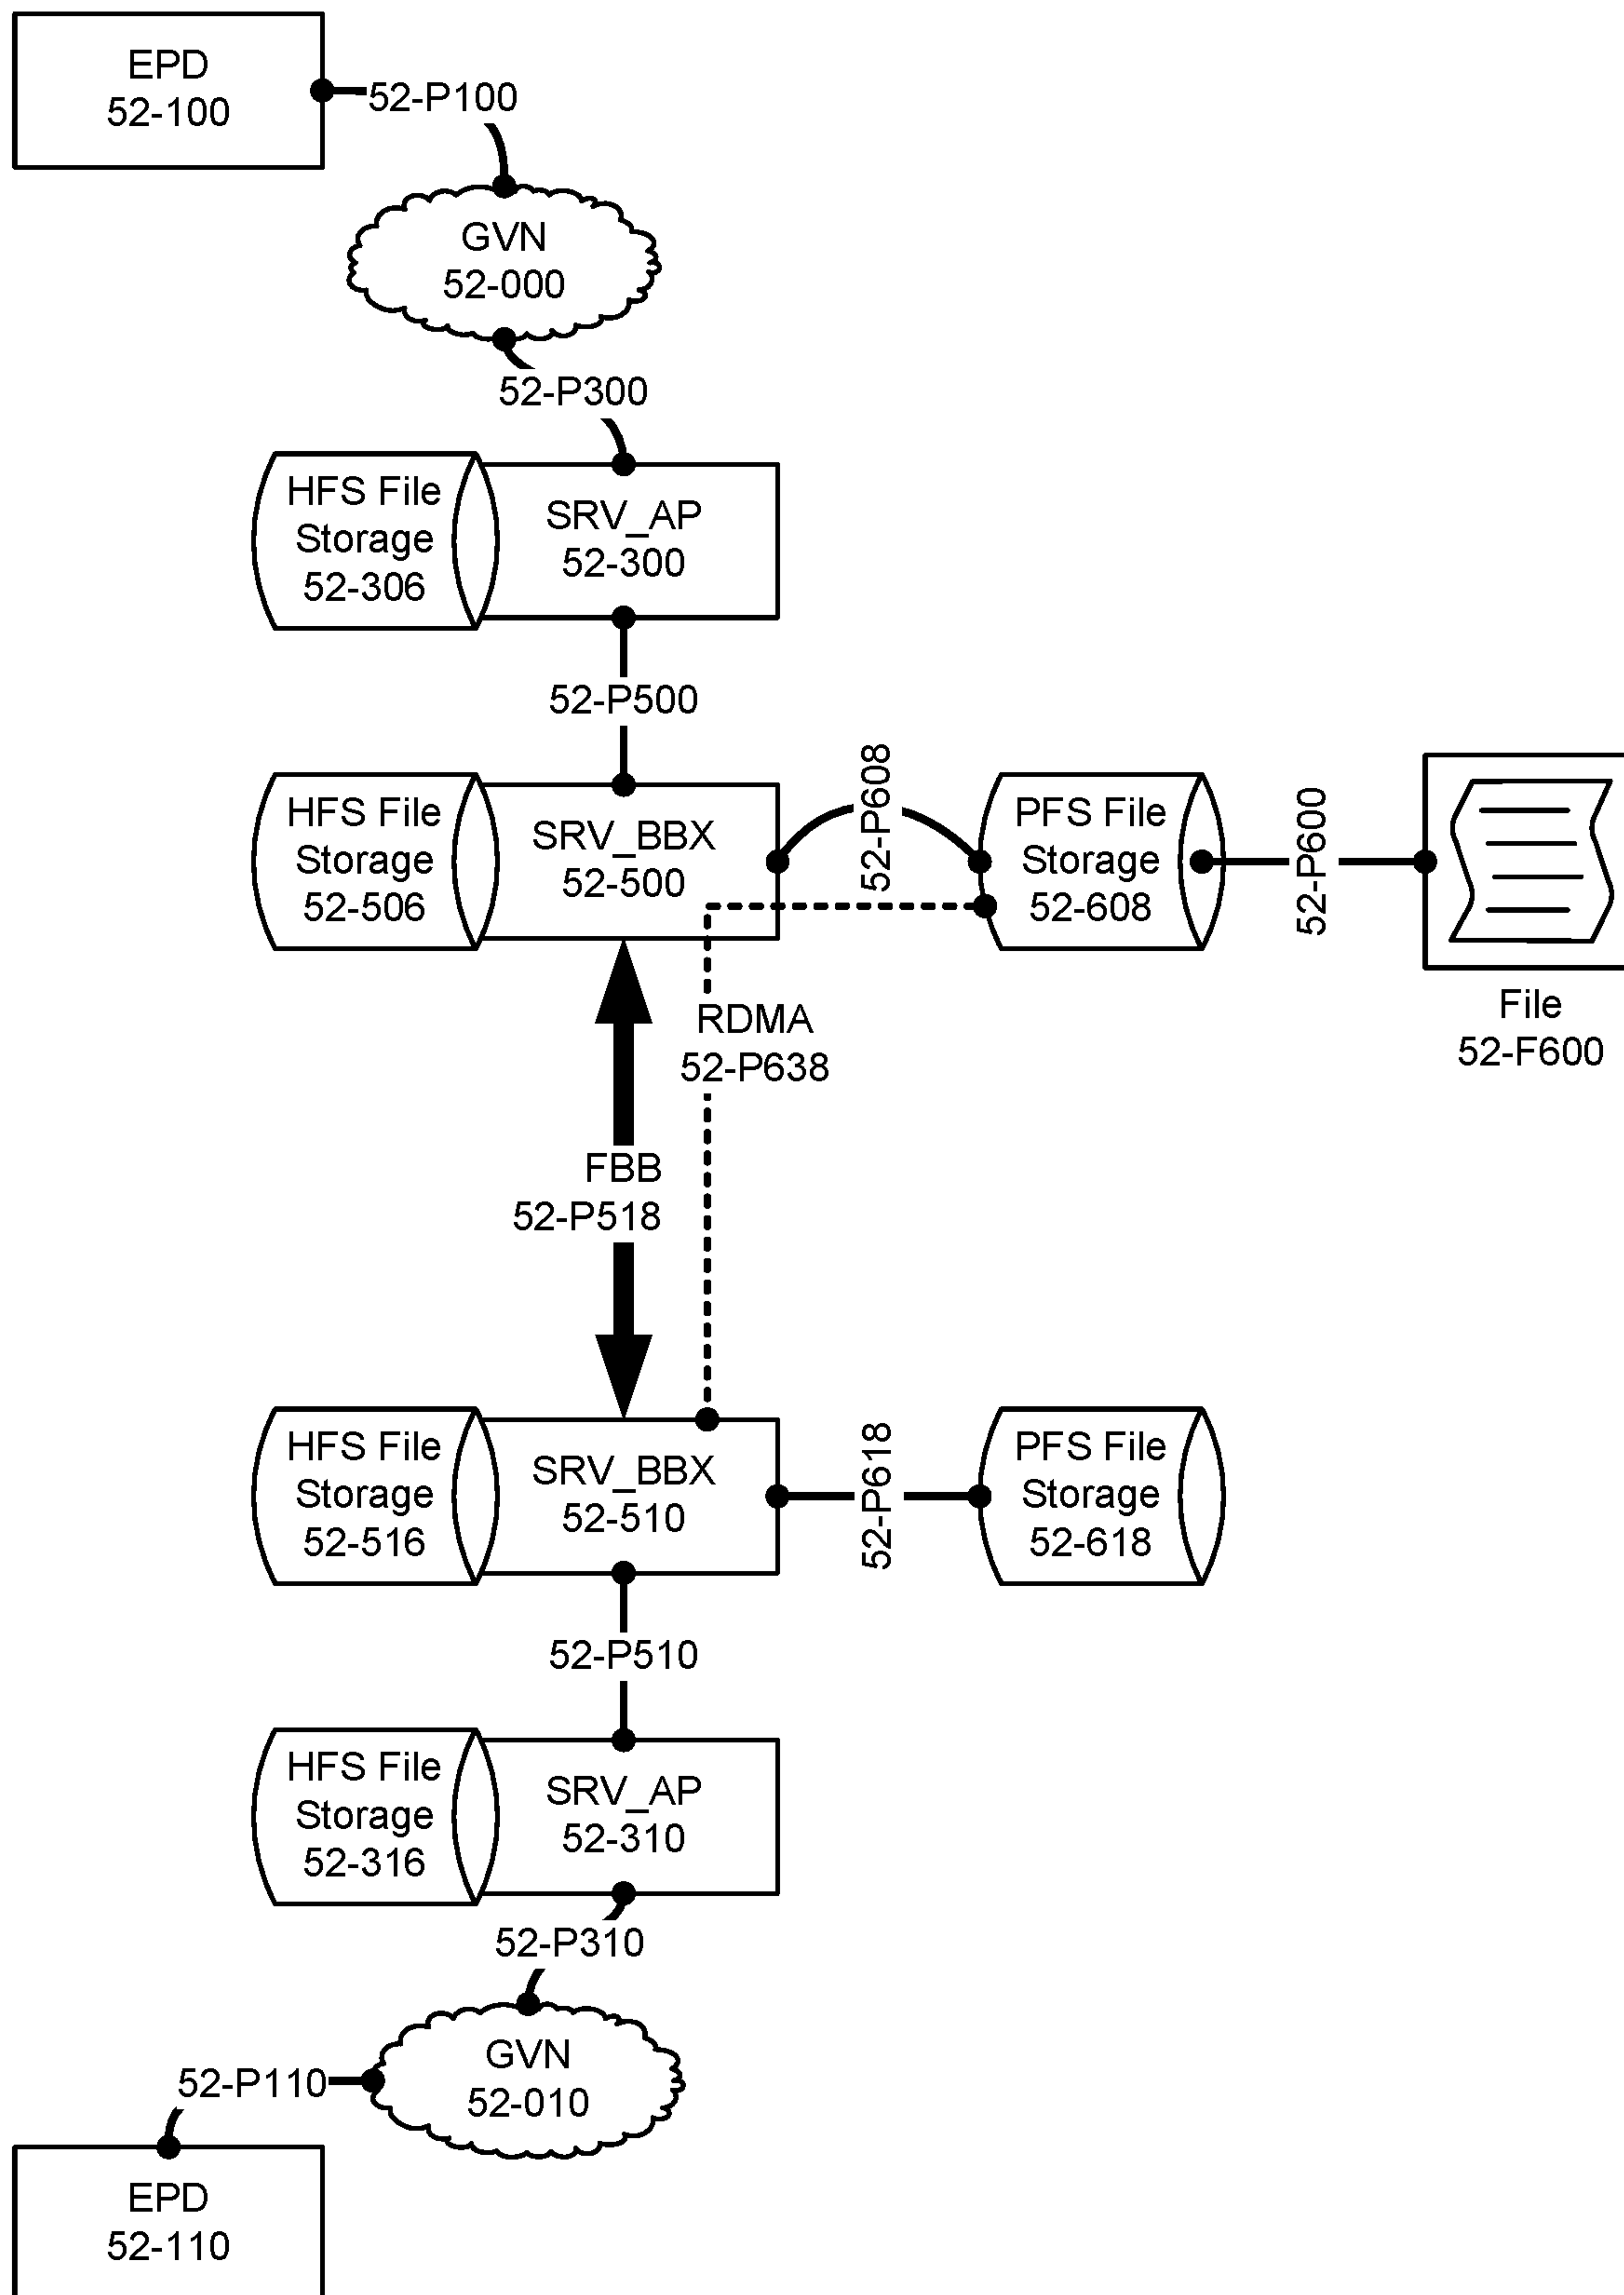 EPD
52-100
52-P100
GVN
52-000
52-P300
HFS File
Storage
52-306
SRV_AP
52-300
52-P500
HFS File
Storage
52-506
SRV_BBX
52-500
52-P608
PFS File
Storage
52-608
52-P600
File
52-F600
RDMA
52-P638
FBB
52-P518
HFS File
Storage
52-516
SRV_BBX
52-510
52-P618
PFS File
Storage
52-618
52-P510
HFS File
Storage
52-316
SRV_AP
52-310
52-P310
GVN
52-010
52-P110
EPD
52-110